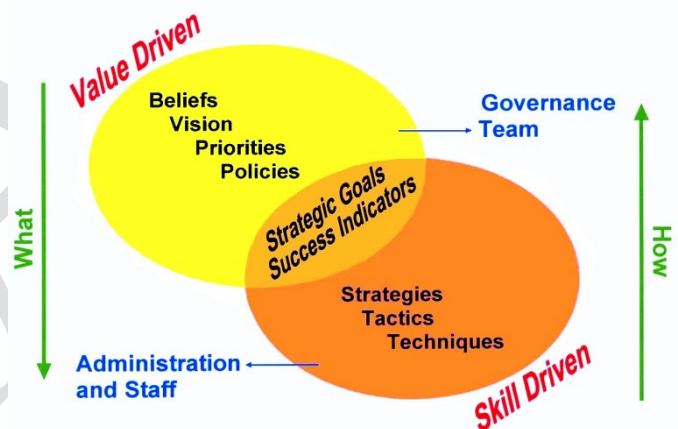 Value Driven
Beliefs
Vision
Priorities
Policies
Governance
Team
What
Strategic Goals
Success Indicators
How
Strategies
Tactics
Techniques
Administration
and Staff
Skill Driven